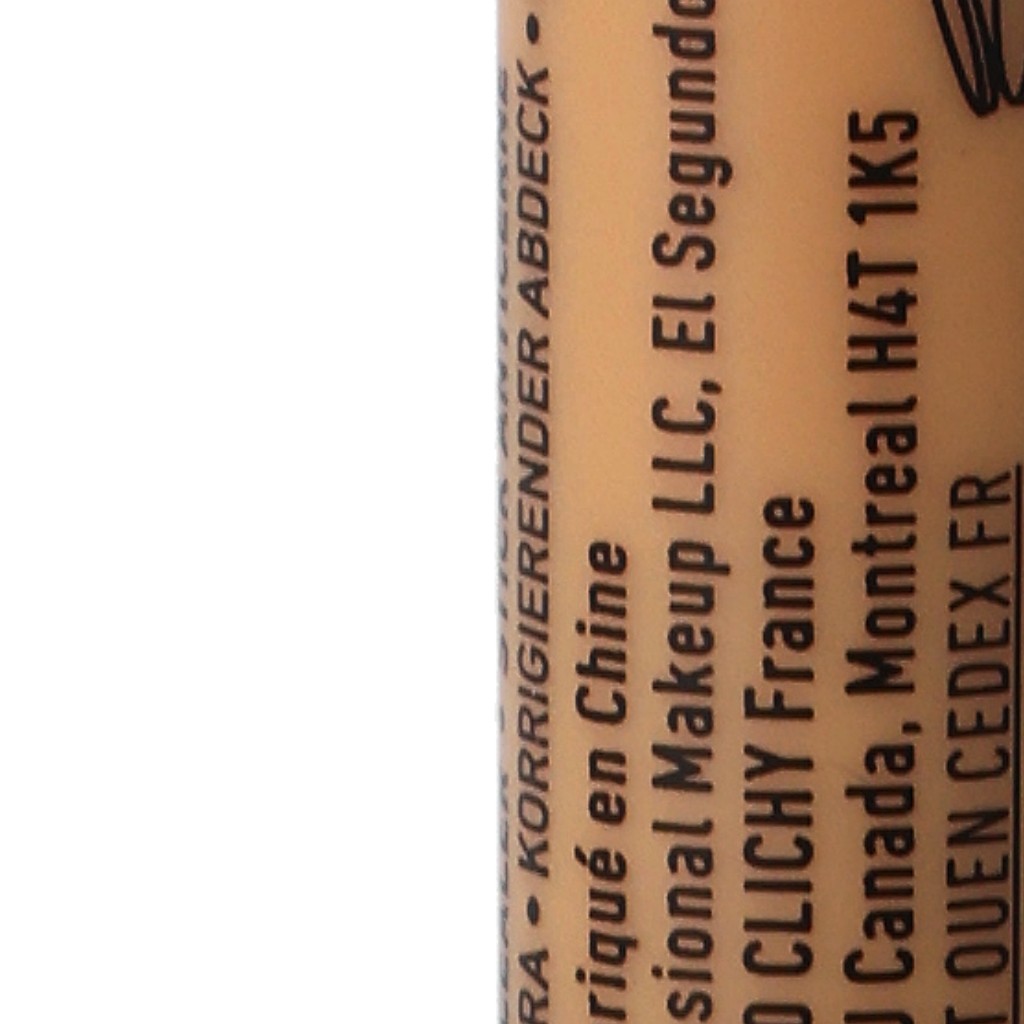 RA • KORRIGIERENDER ABDECK •
riqué en Chine
sional Makeup LLC, El Segundo
CLICHY France
Canada, Montreal H4T 1K5
T OUEN CEDEX FR